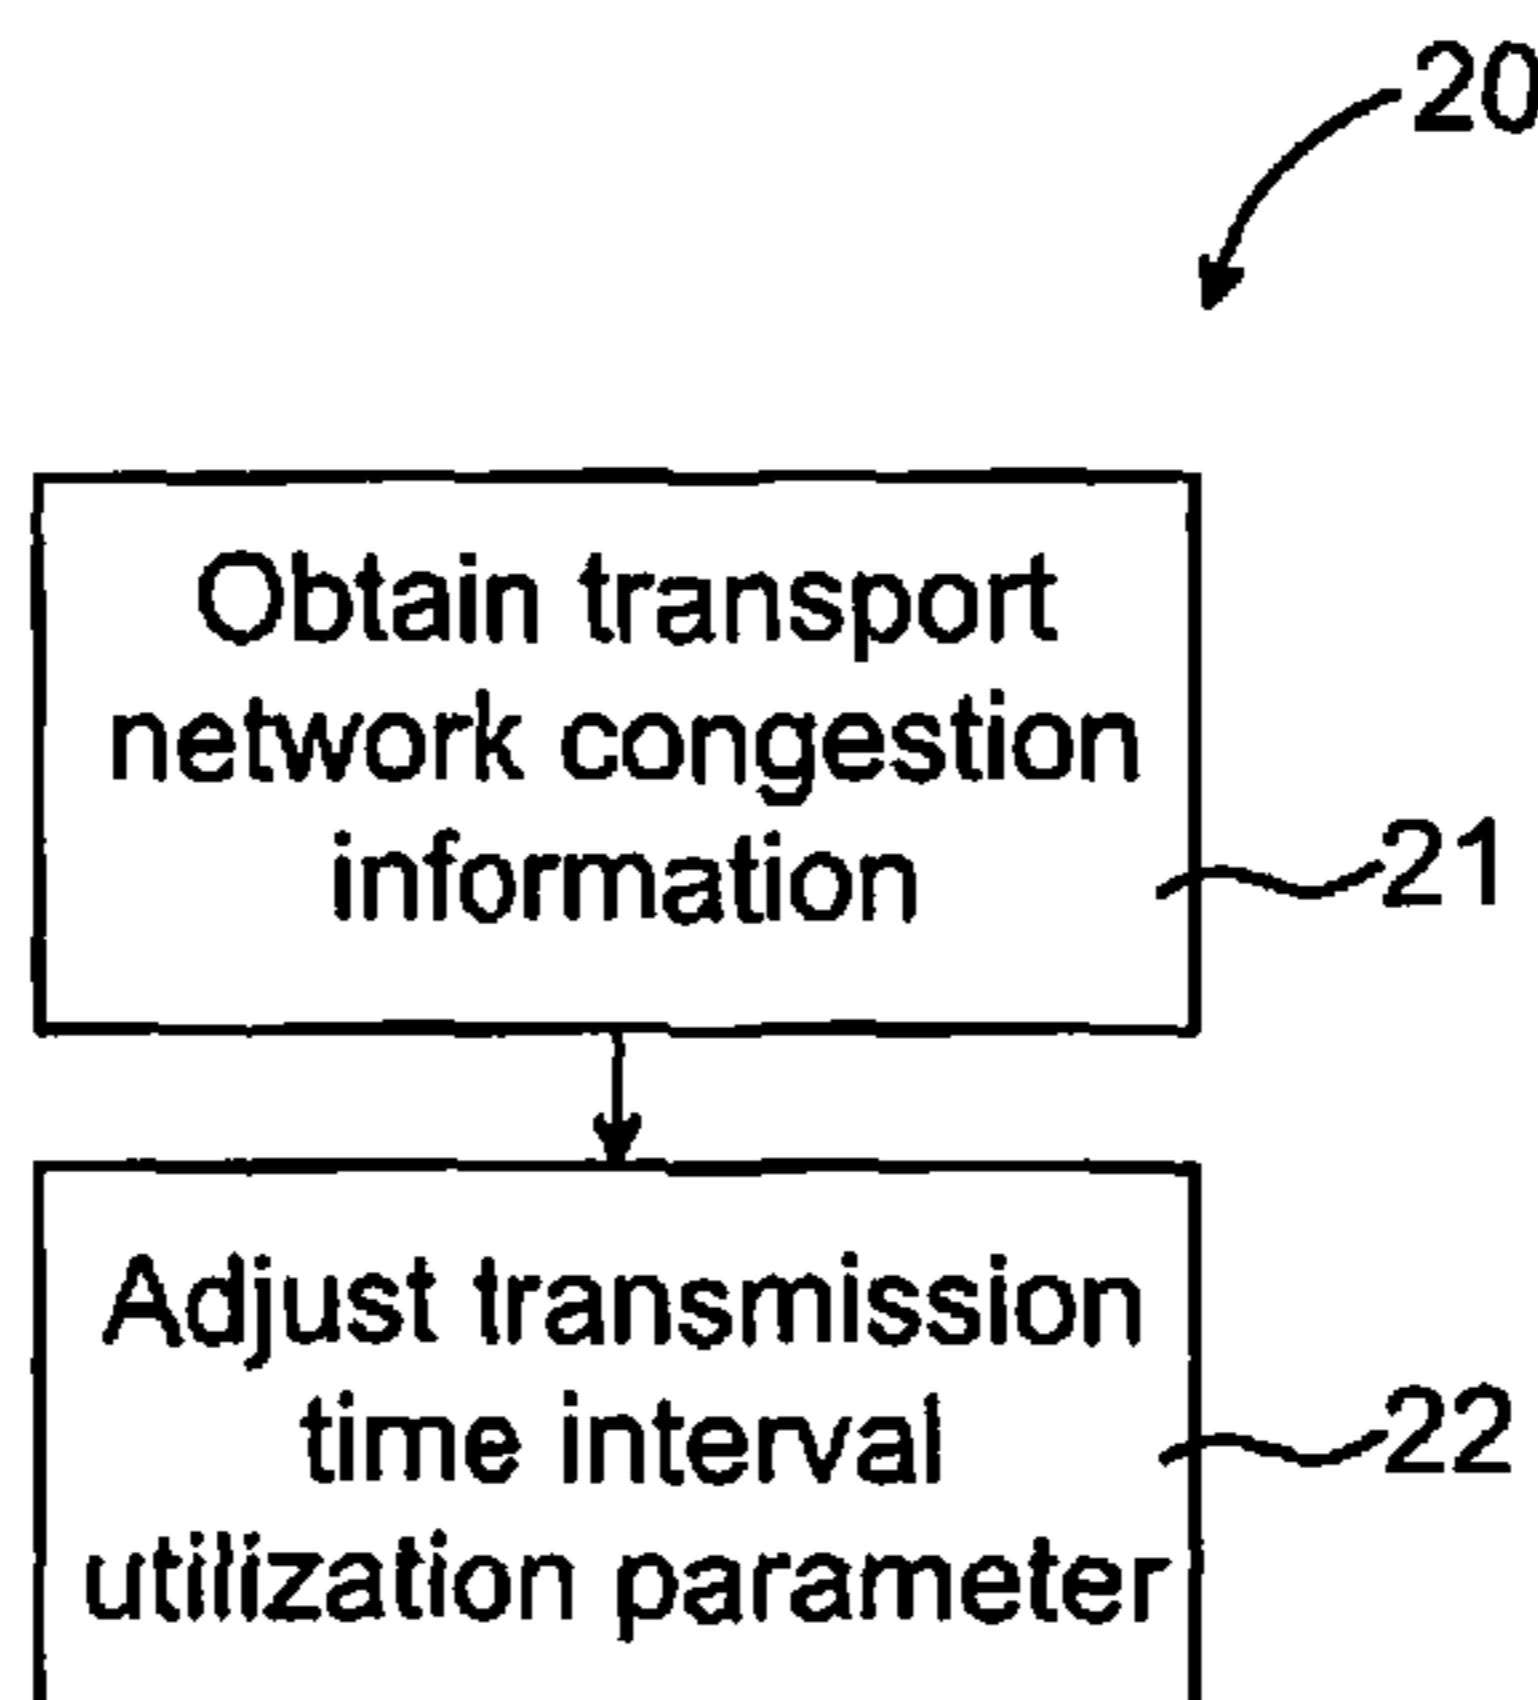 20
Obtain transport
network congestion
information
21
Adjust transmission
time interval
utilization parameter
22